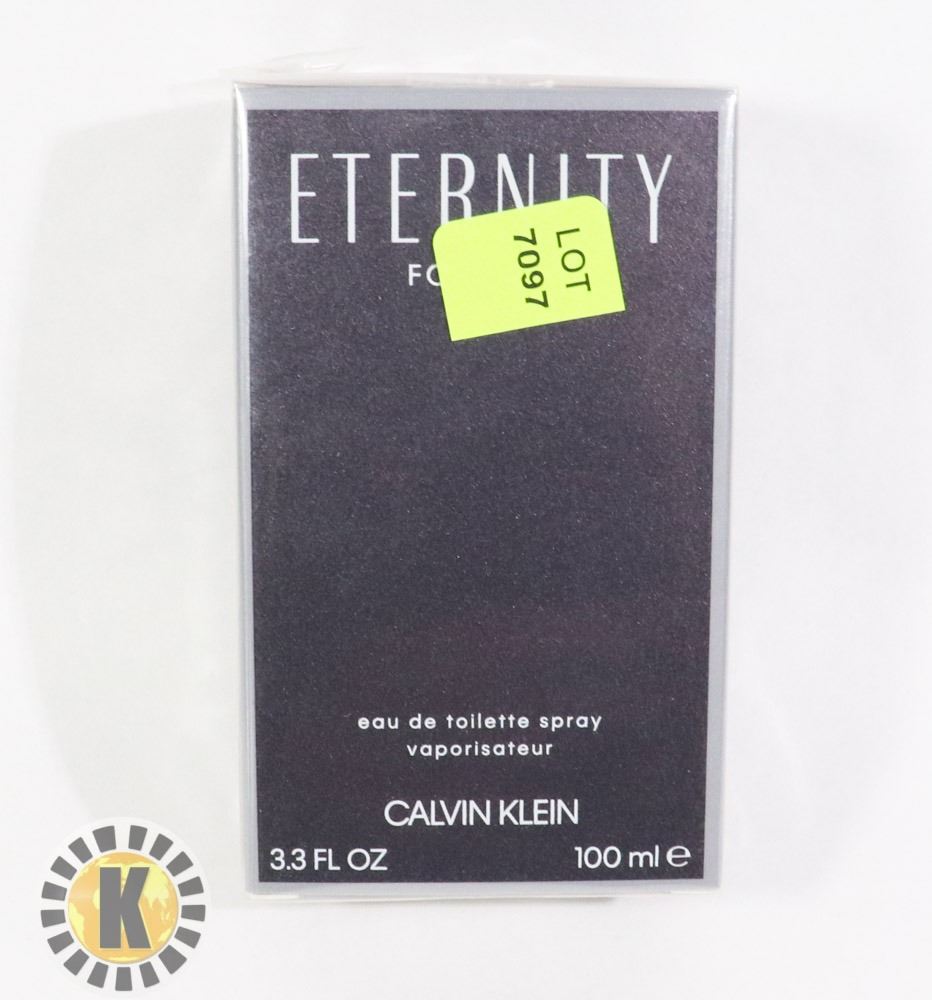 ETERNITY
FO
LOT
7097
eau de toilette spray
vaporisateur
CALVIN KLEIN
3.3 FL OZ 100 ml e
K